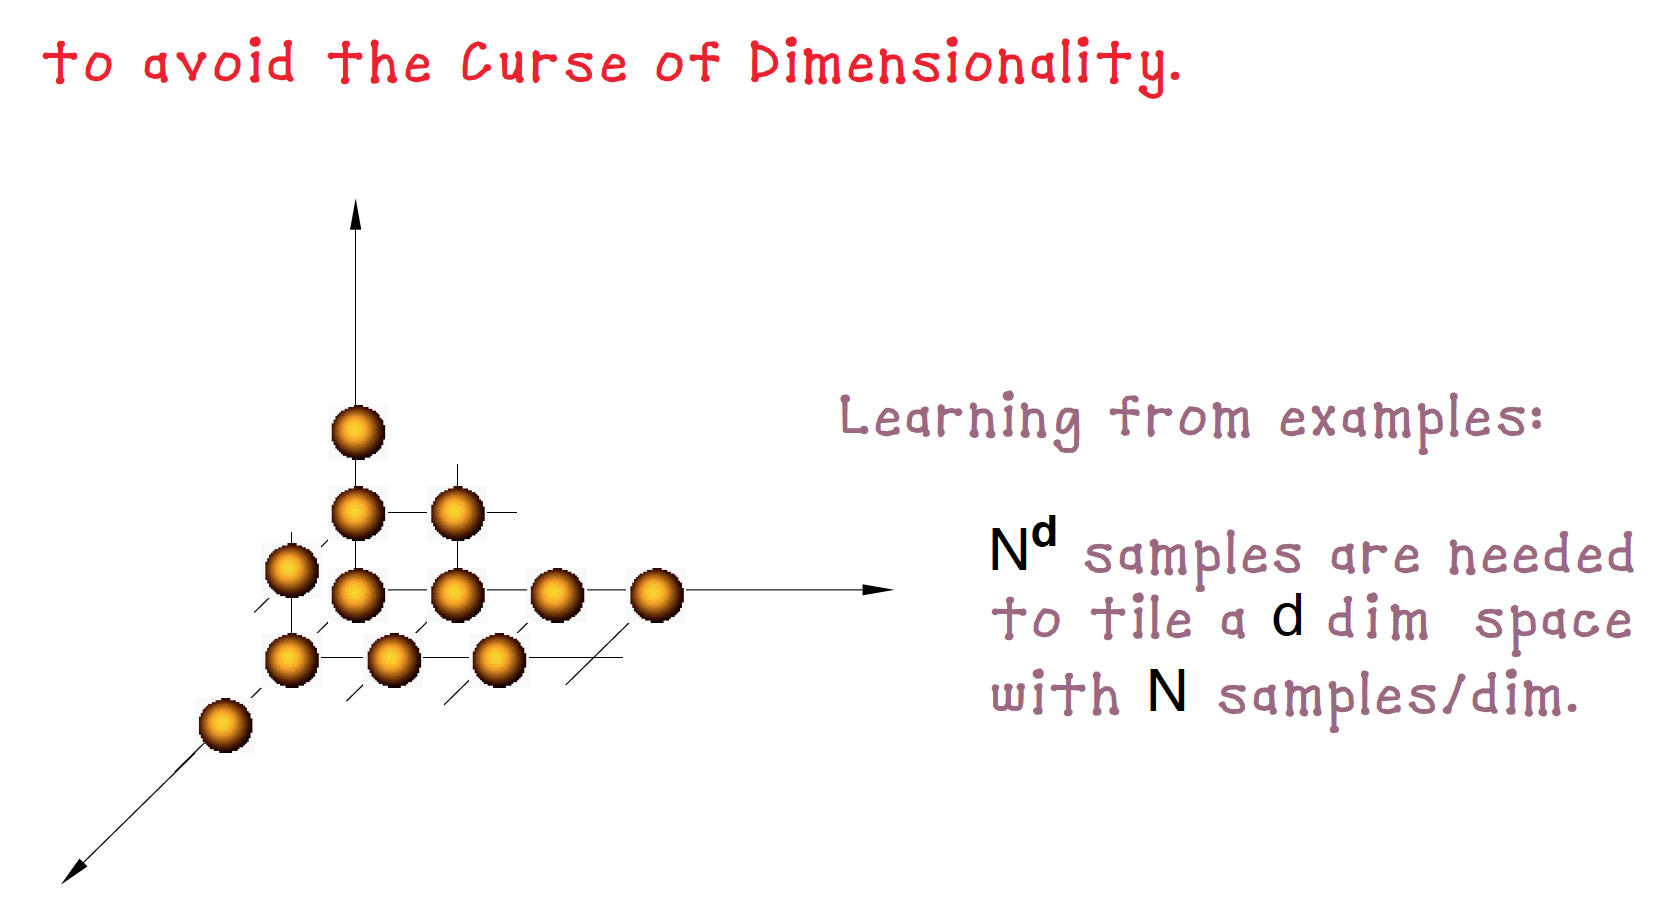 to avoid the Curse of Dimensionality.
Learning from examples:
Nᵈ samples are needed
to tile a d dim space
with N samples/dim.